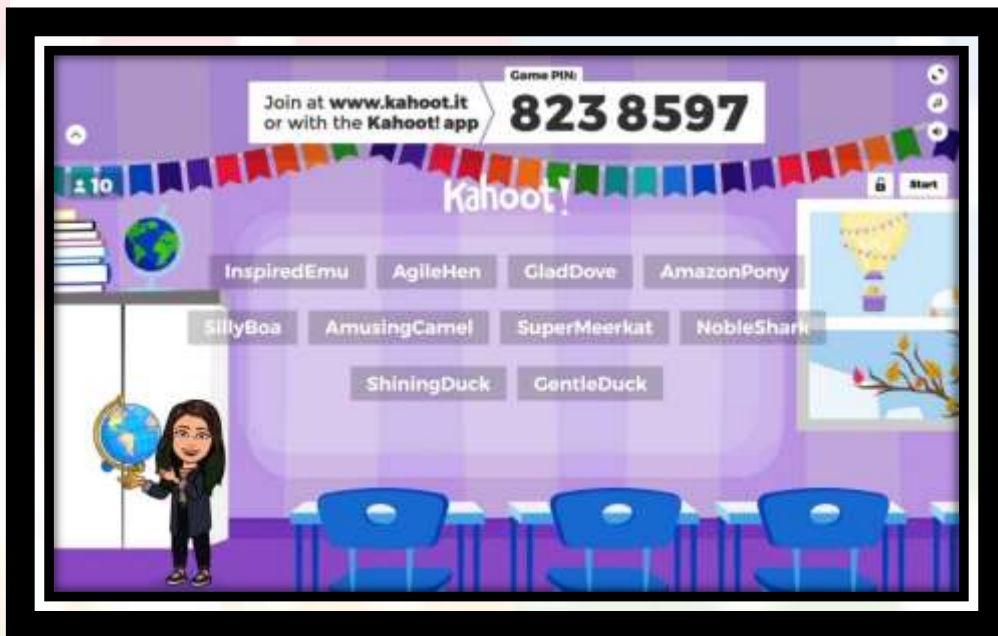 Game PIN:
Join at www.kahoot.it
or with the Kahoot! app
823 8597
10
Kahoot!
Start
InspiredEmu AgileHen GladDove AmazonPony
SillyBoa AmusingCamel SuperMeerkat NobleShark
ShiningDuck GentleDuck